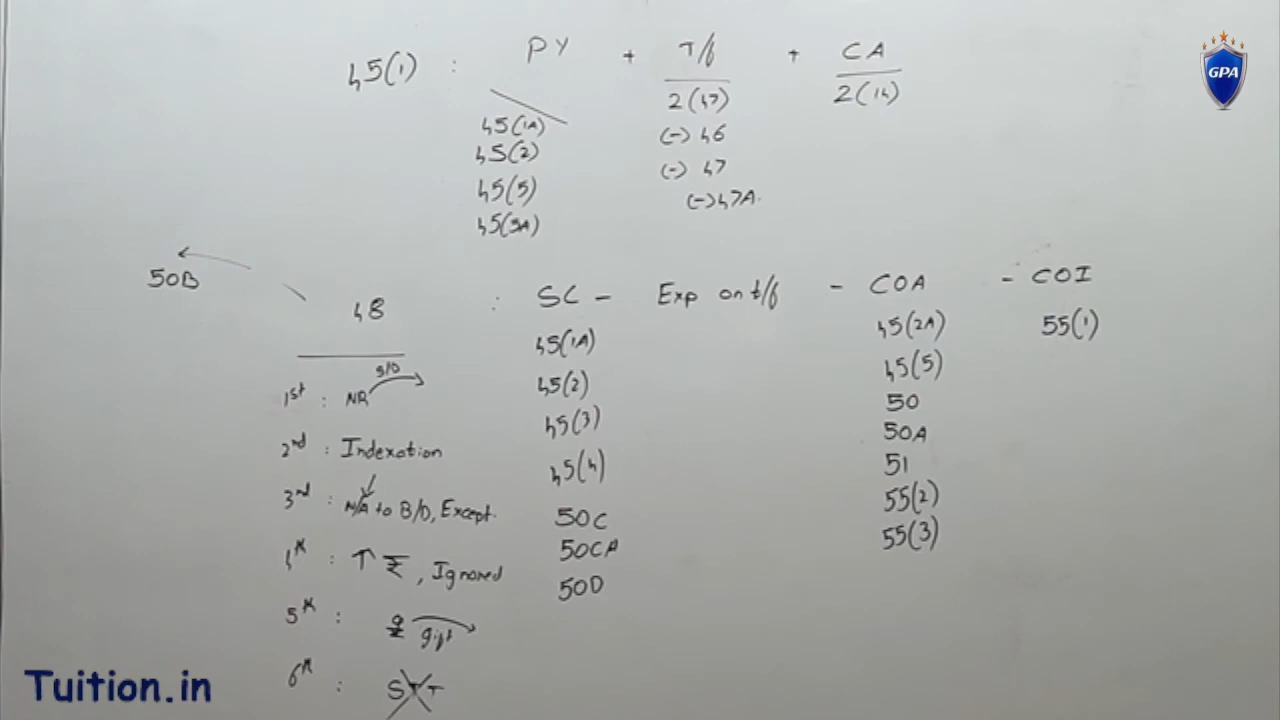 45(1) : PY + T/f + CA
2(47) 2(14)
45(1A) (-) 46
45(2) (-) 47
45(5) (-) 47A
45(5A)
50B
48 : SC - Exp on t/f - COA - COI
45(1A) 45(2A) 55(1)
45(2) 45(5)
45(3) 50
45(4) 50A
50C 51
50CA 55(2)
50D 55(3)
1st : NR S/D
2nd : Indexation
3rd : N/A to B/D, Except
4th : ↑ ₹, Ignored
5th : gift
6th : STT
GPA
Tuition.in